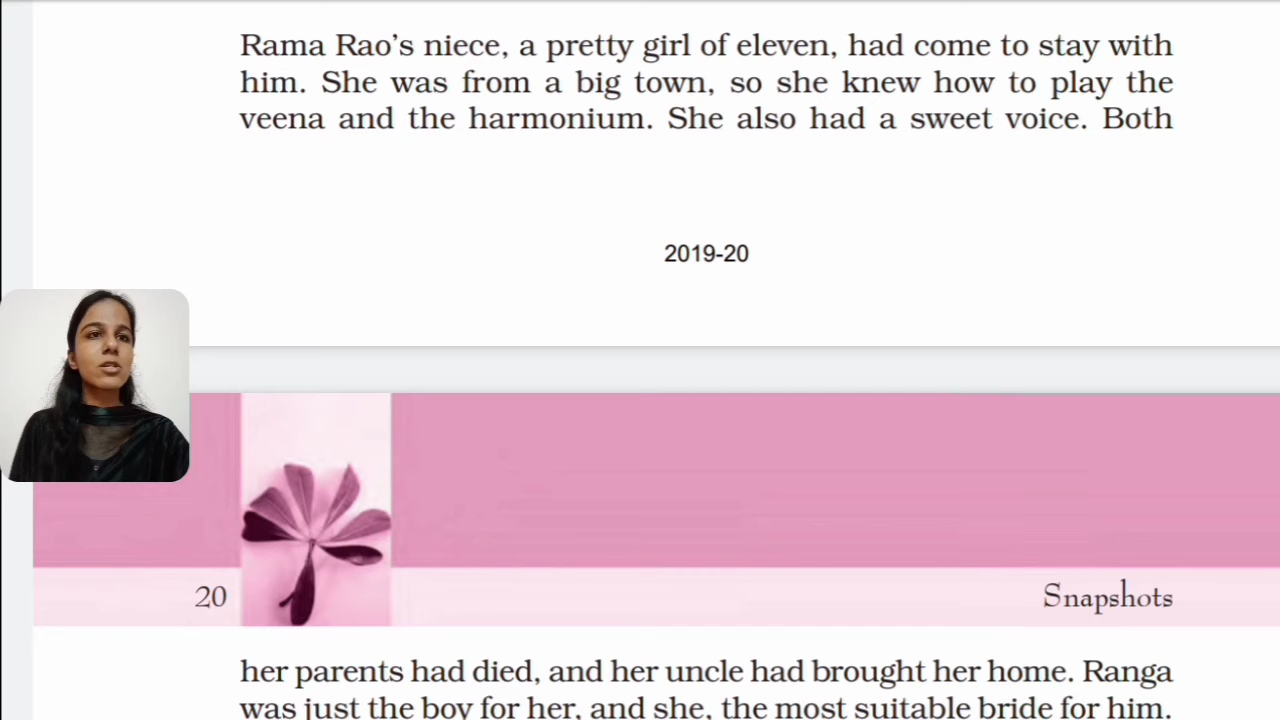 Rama Rao’s niece, a pretty girl of eleven, had come to stay with
him. She was from a big town, so she knew how to play the
veena and the harmonium. She also had a sweet voice. Both
2019-20
20
Snapshots
her parents had died, and her uncle had brought her home. Ranga
was just the boy for her, and she, the most suitable bride for him.